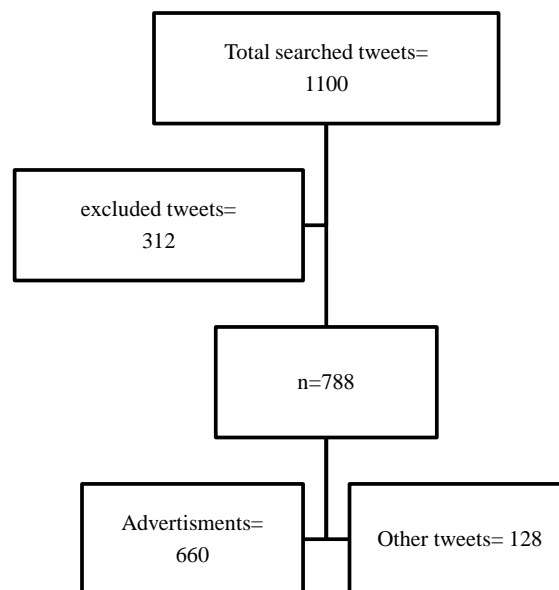 Total searched tweets=
1100
excluded tweets=
312
n=788
Advertisments=
660
Other tweets= 128